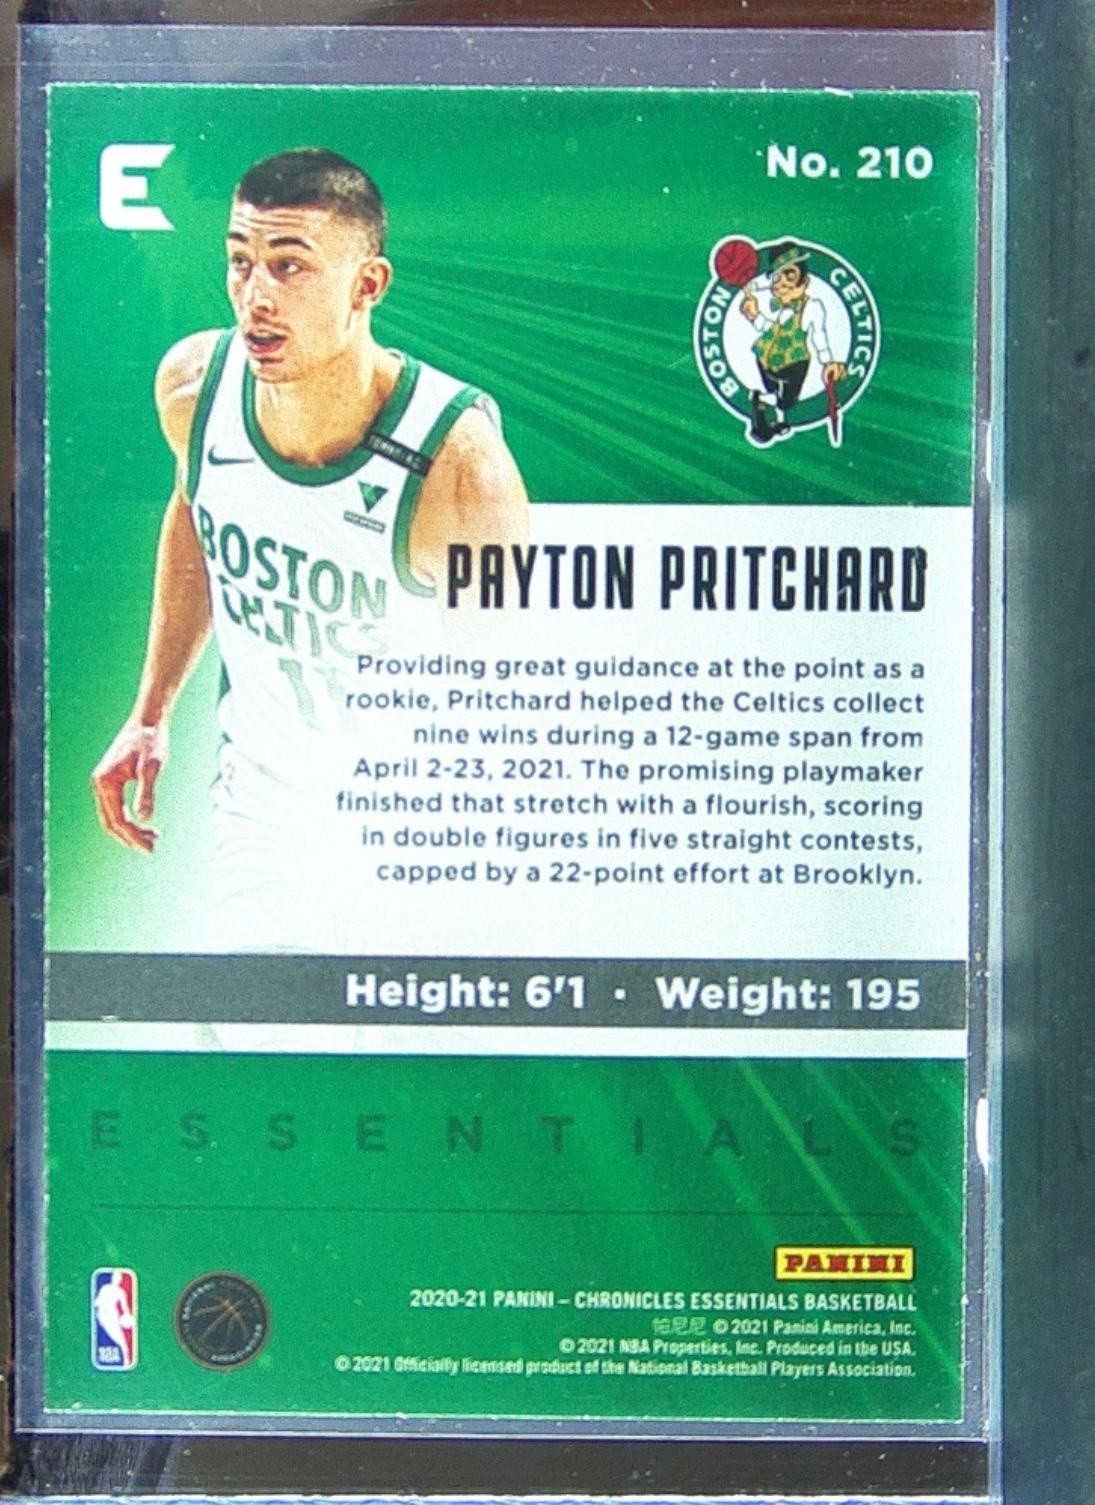 E
No. 210
BOSTON CELTICS
PAYTON PRITCHARD
BOSTON
CELTICS
11
Providing great guidance at the point as a
rookie, Pritchard helped the Celtics collect
nine wins during a 12-game span from
April 2-23, 2021. The promising playmaker
finished that stretch with a flourish, scoring
in double figures in five straight contests,
capped by a 22-point effort at Brooklyn.
Height: 6'1 · Weight: 195
ESSENTIALS
PANINI
2020-21 PANINI – CHRONICLES ESSENTIALS BASKETBALL
帕尼尼 © 2021 Panini America, Inc.
© 2021 NBA Properties, Inc. Produced in the USA.
© 2021 Officially licensed product of the National Basketball Players Association.
NBA